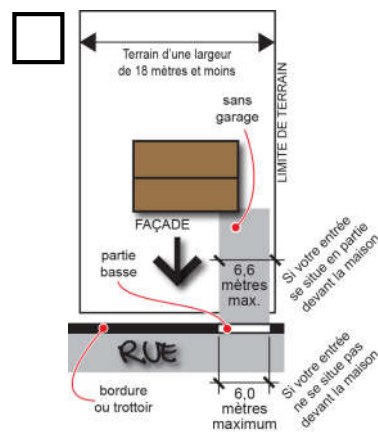 Terrain d'une largeur
de 18 mètres et moins
sans
garage
LIMITE DE TERRAIN
FAÇADE
partie
basse
6,6
mètres
max.
Si votre entrée
se situe en partie
devant la maison
RUE
bordure
ou trottoir
6,0
mètres
maximum
Si votre entrée
ne se situe pas
devant la maison